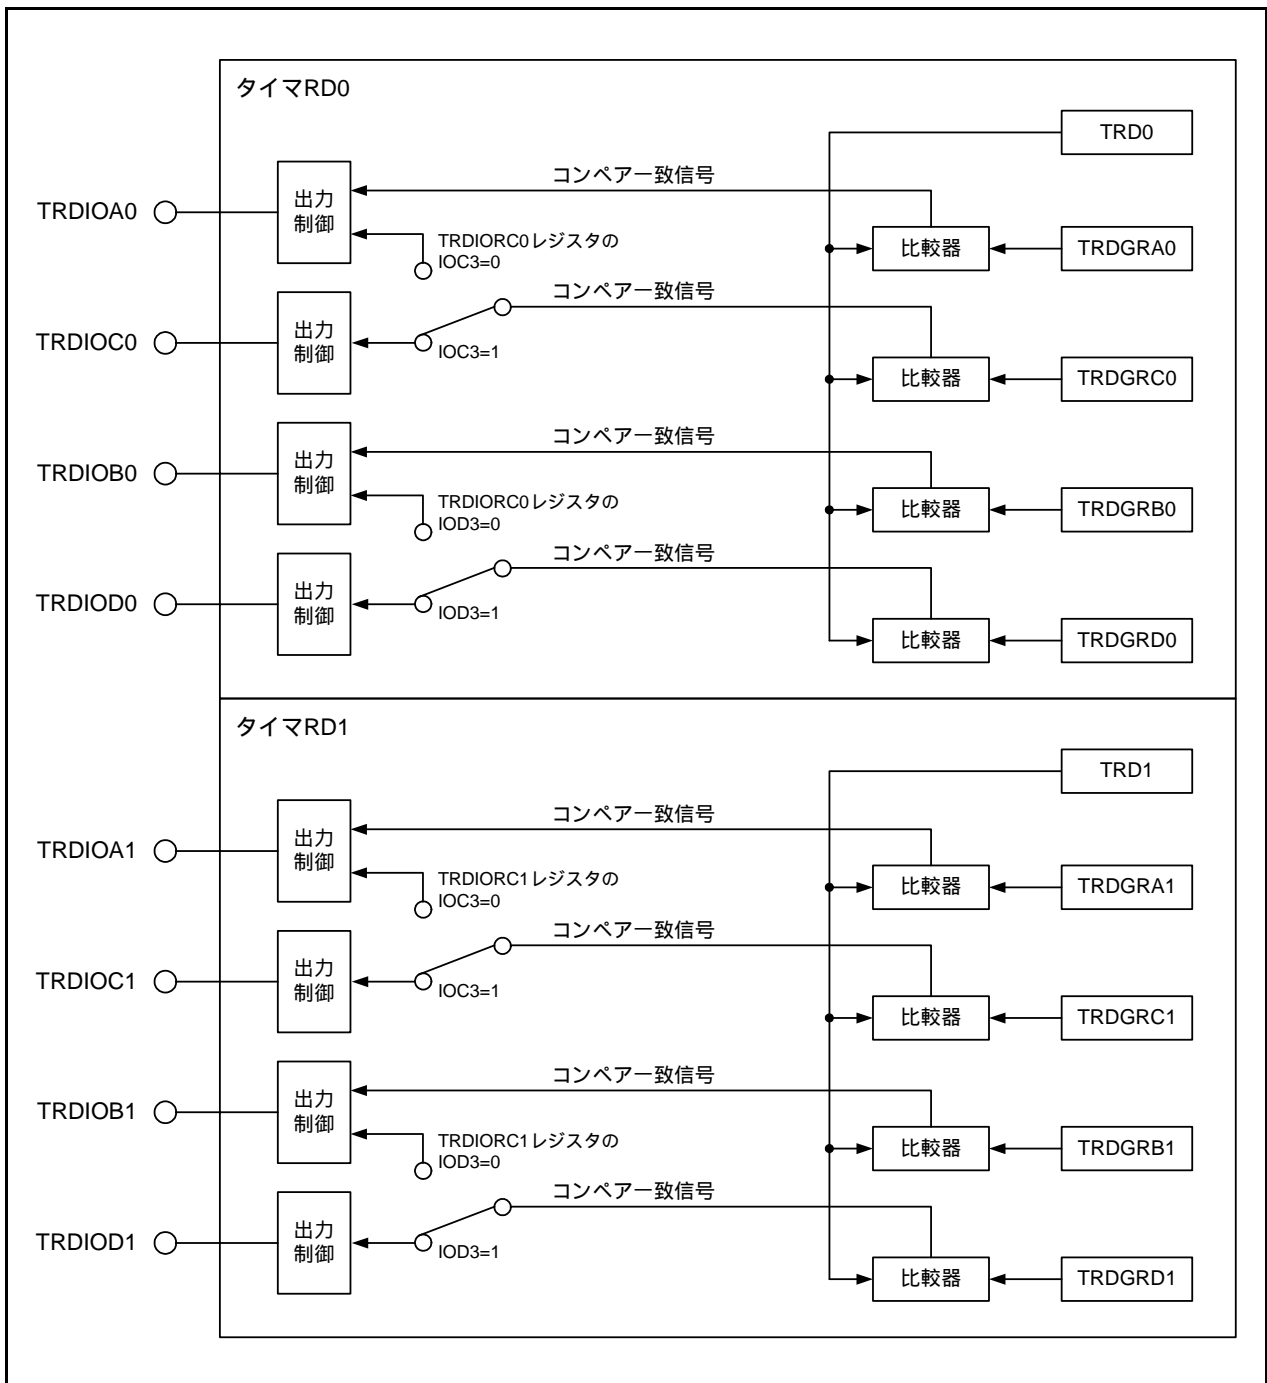 タイマRD0
TRD0
コンペア一致信号
出力
制御
TRDIOA0
TRDIORC0レジスタの
IOC3=0
比較器
TRDGRA0
コンペア一致信号
出力
制御
TRDIOC0
IOC3=1
比較器
TRDGRC0
コンペア一致信号
出力
制御
TRDIOB0
TRDIORC0レジスタの
IOD3=0
比較器
TRDGRB0
コンペア一致信号
出力
制御
TRDIOD0
IOD3=1
比較器
TRDGRD0
タイマRD1
TRD1
コンペア一致信号
出力
制御
TRDIOA1
TRDIORC1レジスタの
IOC3=0
比較器
TRDGRA1
コンペア一致信号
出力
制御
TRDIOC1
IOC3=1
比較器
TRDGRC1
コンペア一致信号
出力
制御
TRDIOB1
TRDIORC1レジスタの
IOD3=0
比較器
TRDGRB1
コンペア一致信号
出力
制御
TRDIOD1
IOD3=1
比較器
TRDGRD1